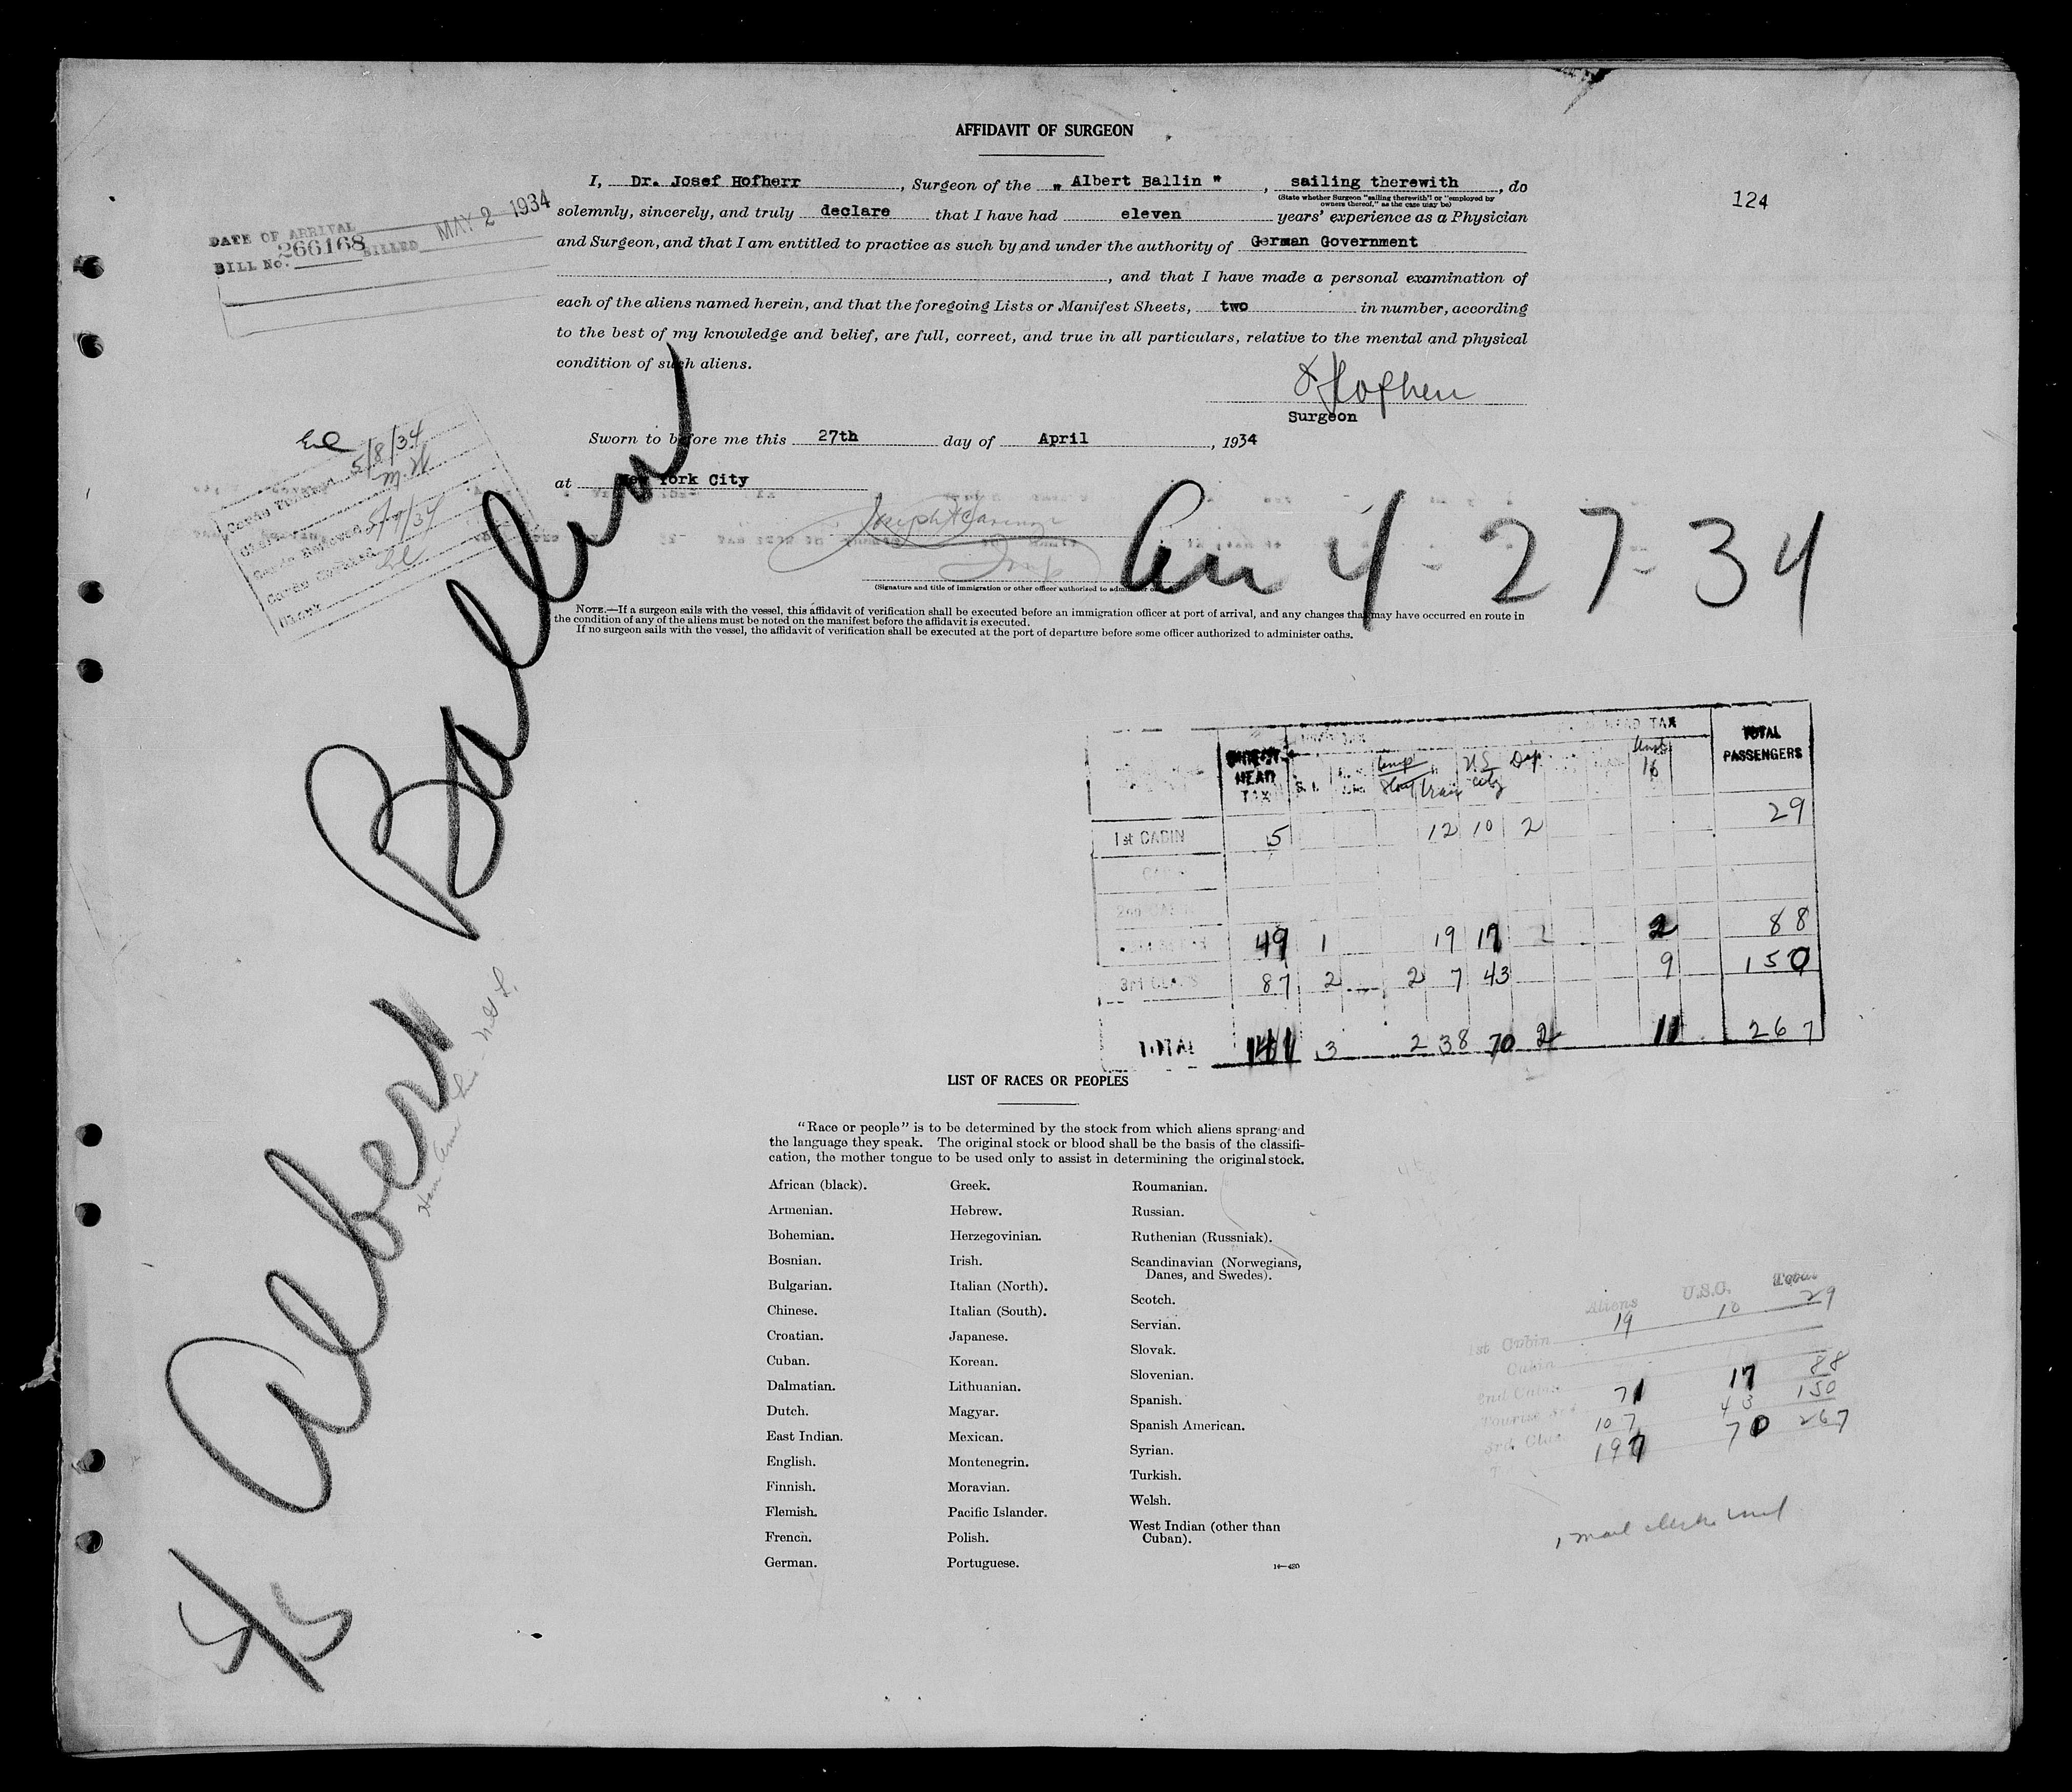 AFFIDAVIT OF SURGEON
I, Dr. Josef Hofherr, Surgeon of the " Albert Ballin ", sailing therewith, do
(State whether Surgeon "sailing therewith" or "employed by
owners thereof," as the case may be)
solemnly, sincerely, and truly declare that I have had eleven years' experience as a Physician
and Surgeon, and that I am entitled to practice as such by and under the authority of German Government
, and that I have made a personal examination of
each of the aliens named herein, and that the foregoing Lists or Manifest Sheets, two in number, according
to the best of my knowledge and belief, are full, correct, and true in all particulars, relative to the mental and physical
condition of such aliens.
Surgeon
Sworn to before me this 27th day of April, 1934
at New York City
(Signature and title of immigration or other officer authorized to administer oaths)
NOTE.—If a surgeon sails with the vessel, this affidavit of verification shall be executed before an immigration officer at port of arrival, and any changes that may have occurred en route in
the condition of any of the aliens must be noted on the manifest before the affidavit is executed.
If no surgeon sails with the vessel, the affidavit of verification shall be executed at the port of departure before some officer authorized to administer oaths.
124
DATE OF ARRIVAL
BILL No. 266168 BILLED MAY 2 1934
5/8/34
5/7/34
4-27-34
Albert Ballin
5/5
HEAD TAX
TOTAL PASSENGERS
HEAD TAX
U.S. City Dep
16
1st CABIN 5 12 10 2 29
49 1 19 17 2 88
3rd CLASS 87 2 2 7 43 9 150
TOTAL 141 3 2 38 70 2 11 267
LIST OF RACES OR PEOPLES
"Race or people" is to be determined by the stock from which aliens sprang and
the language they speak. The original stock or blood shall be the basis of the classifi-
cation, the mother tongue to be used only to assist in determining the original stock.
African (black).
Armenian.
Bohemian.
Bosnian.
Bulgarian.
Chinese.
Croatian.
Cuban.
Dalmatian.
Dutch.
East Indian.
English.
Finnish.
Flemish.
French.
German.
Greek.
Hebrew.
Herzegovinian.
Irish.
Italian (North).
Italian (South).
Japanese.
Korean.
Lithuanian.
Magyar.
Mexican.
Montenegrin.
Moravian.
Pacific Islander.
Polish.
Portuguese.
Roumanian.
Russian.
Ruthenian (Russniak).
Scandinavian (Norwegians,
Danes, and Swedes).
Scotch.
Servian.
Slovak.
Slovenian.
Spanish.
Spanish American.
Syrian.
Turkish.
Welsh.
West Indian (other than
Cuban).
Aliens U.S.C. Total
1st Cabin 19 10 29
Cabin
2nd Cabin
Tourist 3rd 71 17 88
3rd Class 107 43 150
197 70 267